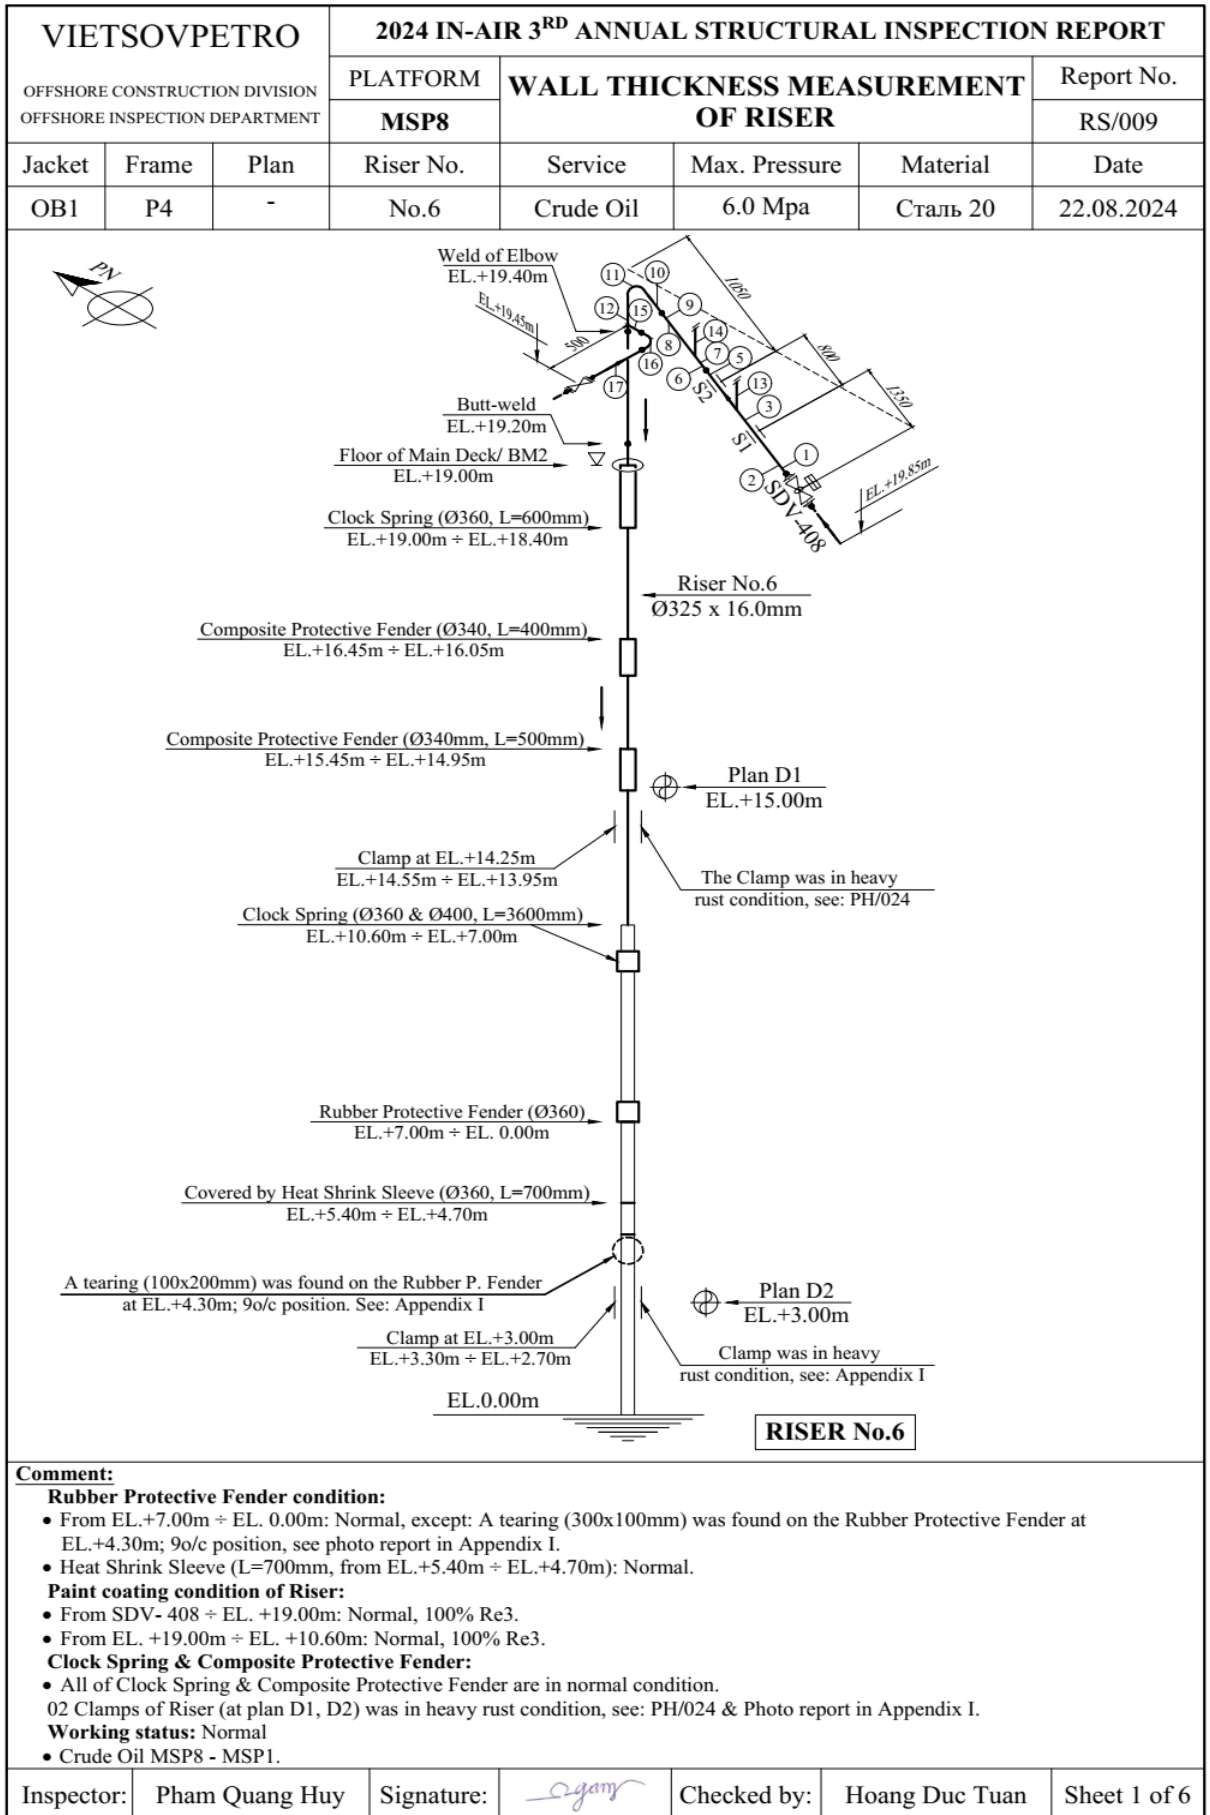 VIETSOVPETRO
OFFSHORE CONSTRUCTION DIVISION
OFFSHORE INSPECTION DEPARTMENT
2024 IN-AIR 3RD ANNUAL STRUCTURAL INSPECTION REPORT
PLATFORM
MSP8
WALL THICKNESS MEASUREMENT
OF RISER
Report No.
RS/009
Jacket Frame Plan Riser No. Service Max. Pressure Material Date
OB1 P4 - No.6 Crude Oil 6.0 Mpa Сталь 20 22.08.2024
PN
Weld of Elbow
EL.+19.40m
EL.+19.45m
500
11
10
12
15
9
8
14
16
7
5
17
6
S2
13
3
S1
1
2
SDV-408
1050
800
1350
EL.+19.85m
Butt-weld
EL.+19.20m
Floor of Main Deck/ BM2
EL.+19.00m
Clock Spring (Ø360, L=600mm)
EL.+19.00m ÷ EL.+18.40m
Riser No.6
Ø325 x 16.0mm
Composite Protective Fender (Ø340, L=400mm)
EL.+16.45m ÷ EL.+16.05m
Composite Protective Fender (Ø340mm, L=500mm)
EL.+15.45m ÷ EL.+14.95m
Plan D1
EL.+15.00m
Clamp at EL.+14.25m
EL.+14.55m ÷ EL.+13.95m
The Clamp was in heavy
rust condition, see: PH/024
Clock Spring (Ø360 & Ø400, L=3600mm)
EL.+10.60m ÷ EL.+7.00m
Rubber Protective Fender (Ø360)
EL.+7.00m ÷ EL. 0.00m
Covered by Heat Shrink Sleeve (Ø360, L=700mm)
EL.+5.40m ÷ EL.+4.70m
A tearing (100x200mm) was found on the Rubber P. Fender
at EL.+4.30m; 9o/c position. See: Appendix I
Plan D2
EL.+3.00m
Clamp at EL.+3.00m
EL.+3.30m ÷ EL.+2.70m
Clamp was in heavy
rust condition, see: Appendix I
EL.0.00m
RISER No.6
Comment:
Rubber Protective Fender condition:
• From EL.+7.00m ÷ EL. 0.00m: Normal, except: A tearing (300x100mm) was found on the Rubber Protective Fender at
EL.+4.30m; 9o/c position, see photo report in Appendix I.
• Heat Shrink Sleeve (L=700mm, from EL.+5.40m ÷ EL.+4.70m): Normal.
Paint coating condition of Riser:
• From SDV- 408 ÷ EL. +19.00m: Normal, 100% Re3.
• From EL. +19.00m ÷ EL. +10.60m: Normal, 100% Re3.
Clock Spring & Composite Protective Fender:
• All of Clock Spring & Composite Protective Fender are in normal condition.
02 Clamps of Riser (at plan D1, D2) was in heavy rust condition, see: PH/024 & Photo report in Appendix I.
Working status: Normal
• Crude Oil MSP8 - MSP1.
Inspector: Pham Quang Huy Signature: Checked by: Hoang Duc Tuan Sheet 1 of 6